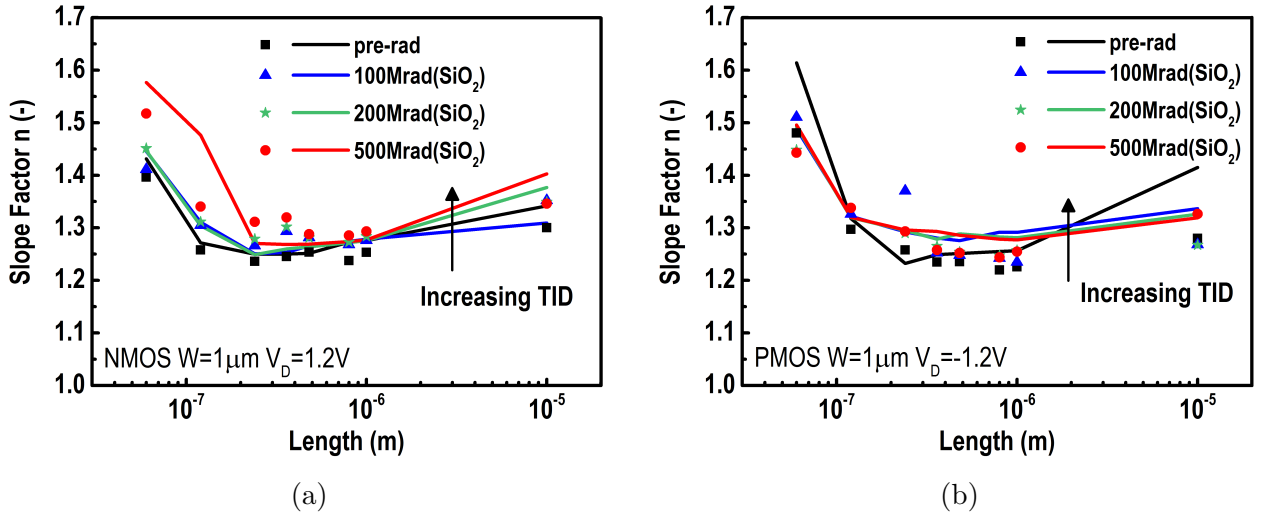 1.7
1.6
1.5
1.4
1.3
1.2
1.1
1.0
Slope Factor n (-)
pre-rad
100Mrad(SiO₂)
200Mrad(SiO₂)
500Mrad(SiO₂)
Increasing TID
NMOS W=1μm V_D=1.2V
10⁻⁷ 10⁻⁶ 10⁻⁵
Length (m)
(a)
1.7
1.6
1.5
1.4
1.3
1.2
1.1
1.0
Slope Factor n (-)
pre-rad
100Mrad(SiO₂)
200Mrad(SiO₂)
500Mrad(SiO₂)
Increasing TID
PMOS W=1μm V_D=-1.2V
10⁻⁷ 10⁻⁶ 10⁻⁵
Length (m)
(b)